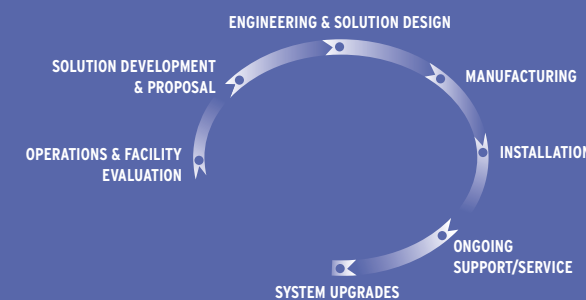 ENGINEERING & SOLUTION DESIGN
SOLUTION DEVELOPMENT
& PROPOSAL
MANUFACTURING
OPERATIONS & FACILITY
EVALUATION
INSTALLATION
ONGOING
SUPPORT/SERVICE
SYSTEM UPGRADES